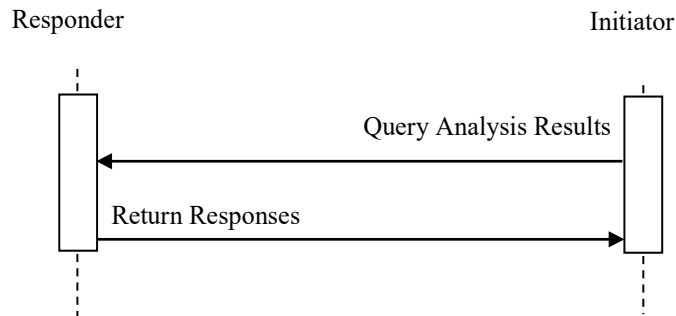 Responder
Initiator
Query Analysis Results
Return Responses